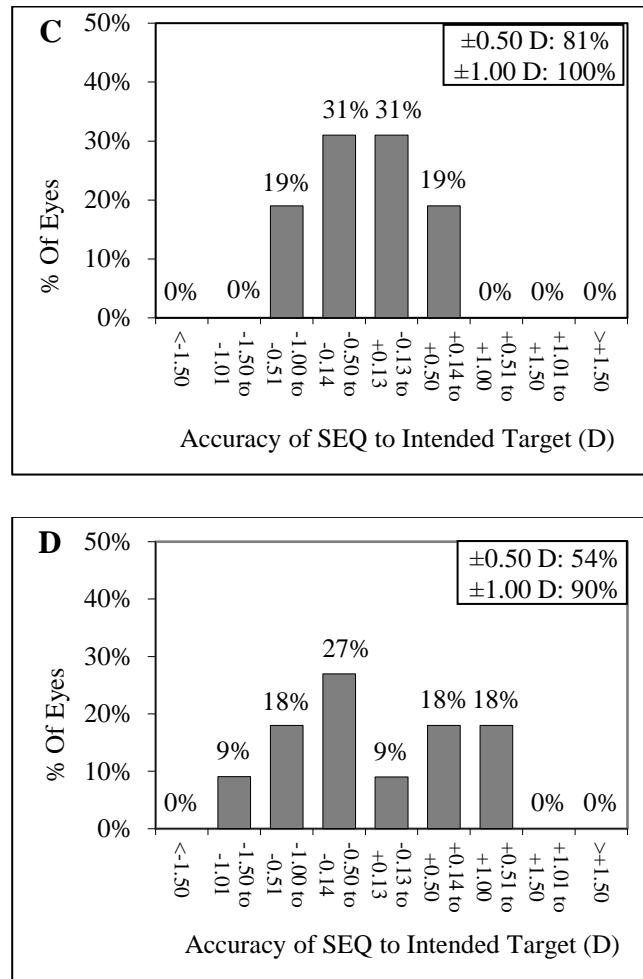 C
50%
40%
30%
20%
10%
0%
% Of Eyes
±0.50 D: 81%
±1.00 D: 100%
0%
0%
19%
31%
31%
19%
0%
0%
0%
<-1.50
-1.50 to
-1.01
-1.00 to
-0.51
-0.50 to
-0.14
-0.13 to
+0.13
+0.14 to
+0.50
+0.51 to
+1.00
+1.01 to
+1.50
>+1.50
Accuracy of SEQ to Intended Target (D)
D
50%
40%
30%
20%
10%
0%
% Of Eyes
±0.50 D: 54%
±1.00 D: 90%
0%
9%
18%
27%
9%
18%
18%
0%
0%
<-1.50
-1.50 to
-1.01
-1.00 to
-0.51
-0.50 to
-0.14
-0.13 to
+0.13
+0.14 to
+0.50
+0.51 to
+1.00
+1.01 to
+1.50
>+1.50
Accuracy of SEQ to Intended Target (D)